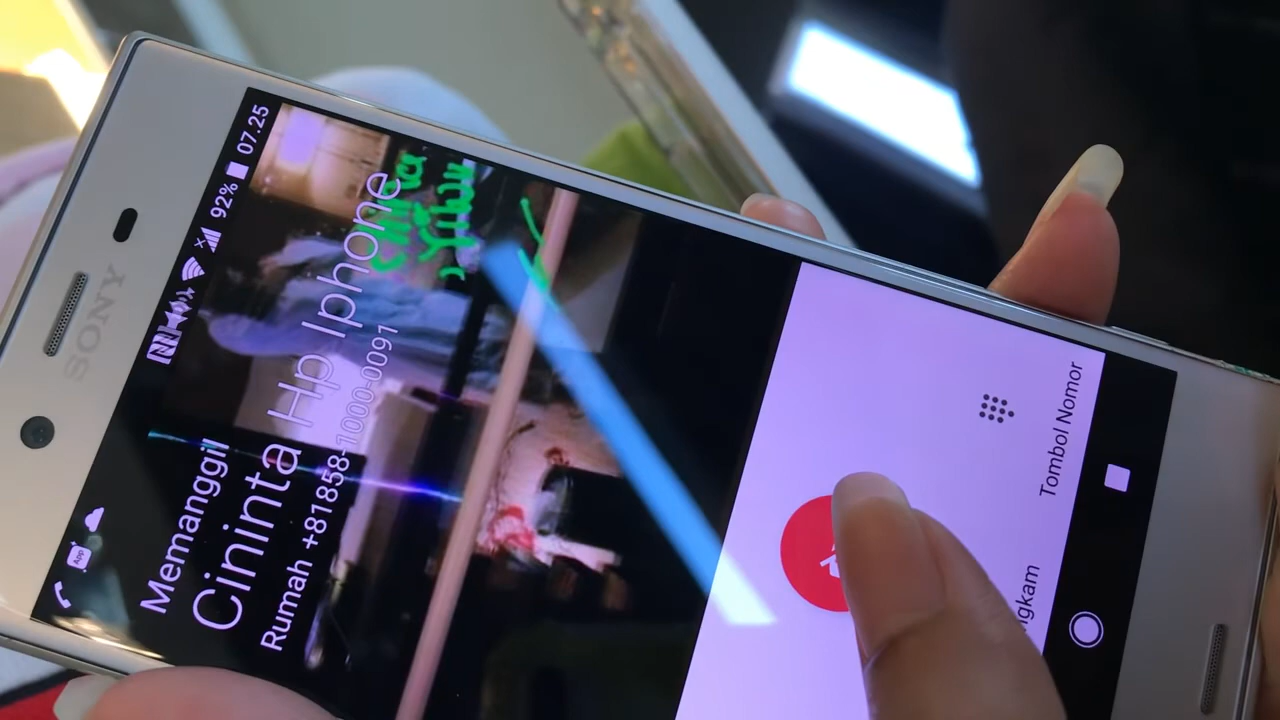 SONY
92% 07.25
Memanggil
Cininta Hp Iphone
Rumah +81858-1000-0091
Tombol Nomor